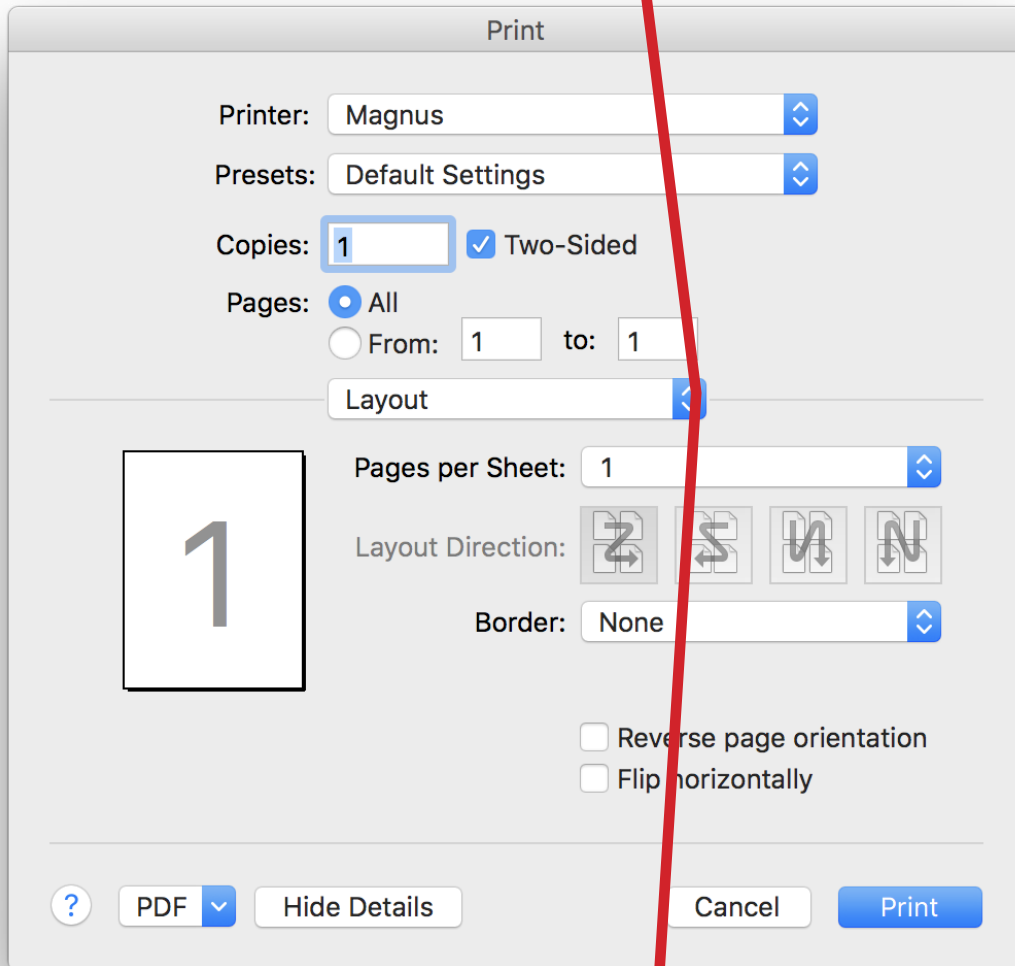 Print
Printer: Magnus
Presets: Default Settings
Copies: 1 Two-Sided
Pages: All
From: 1 to: 1
Layout
1
Pages per Sheet: 1
Layout Direction:
Border: None
Reverse page orientation
Flip horizontally
? PDF Hide Details Cancel Print